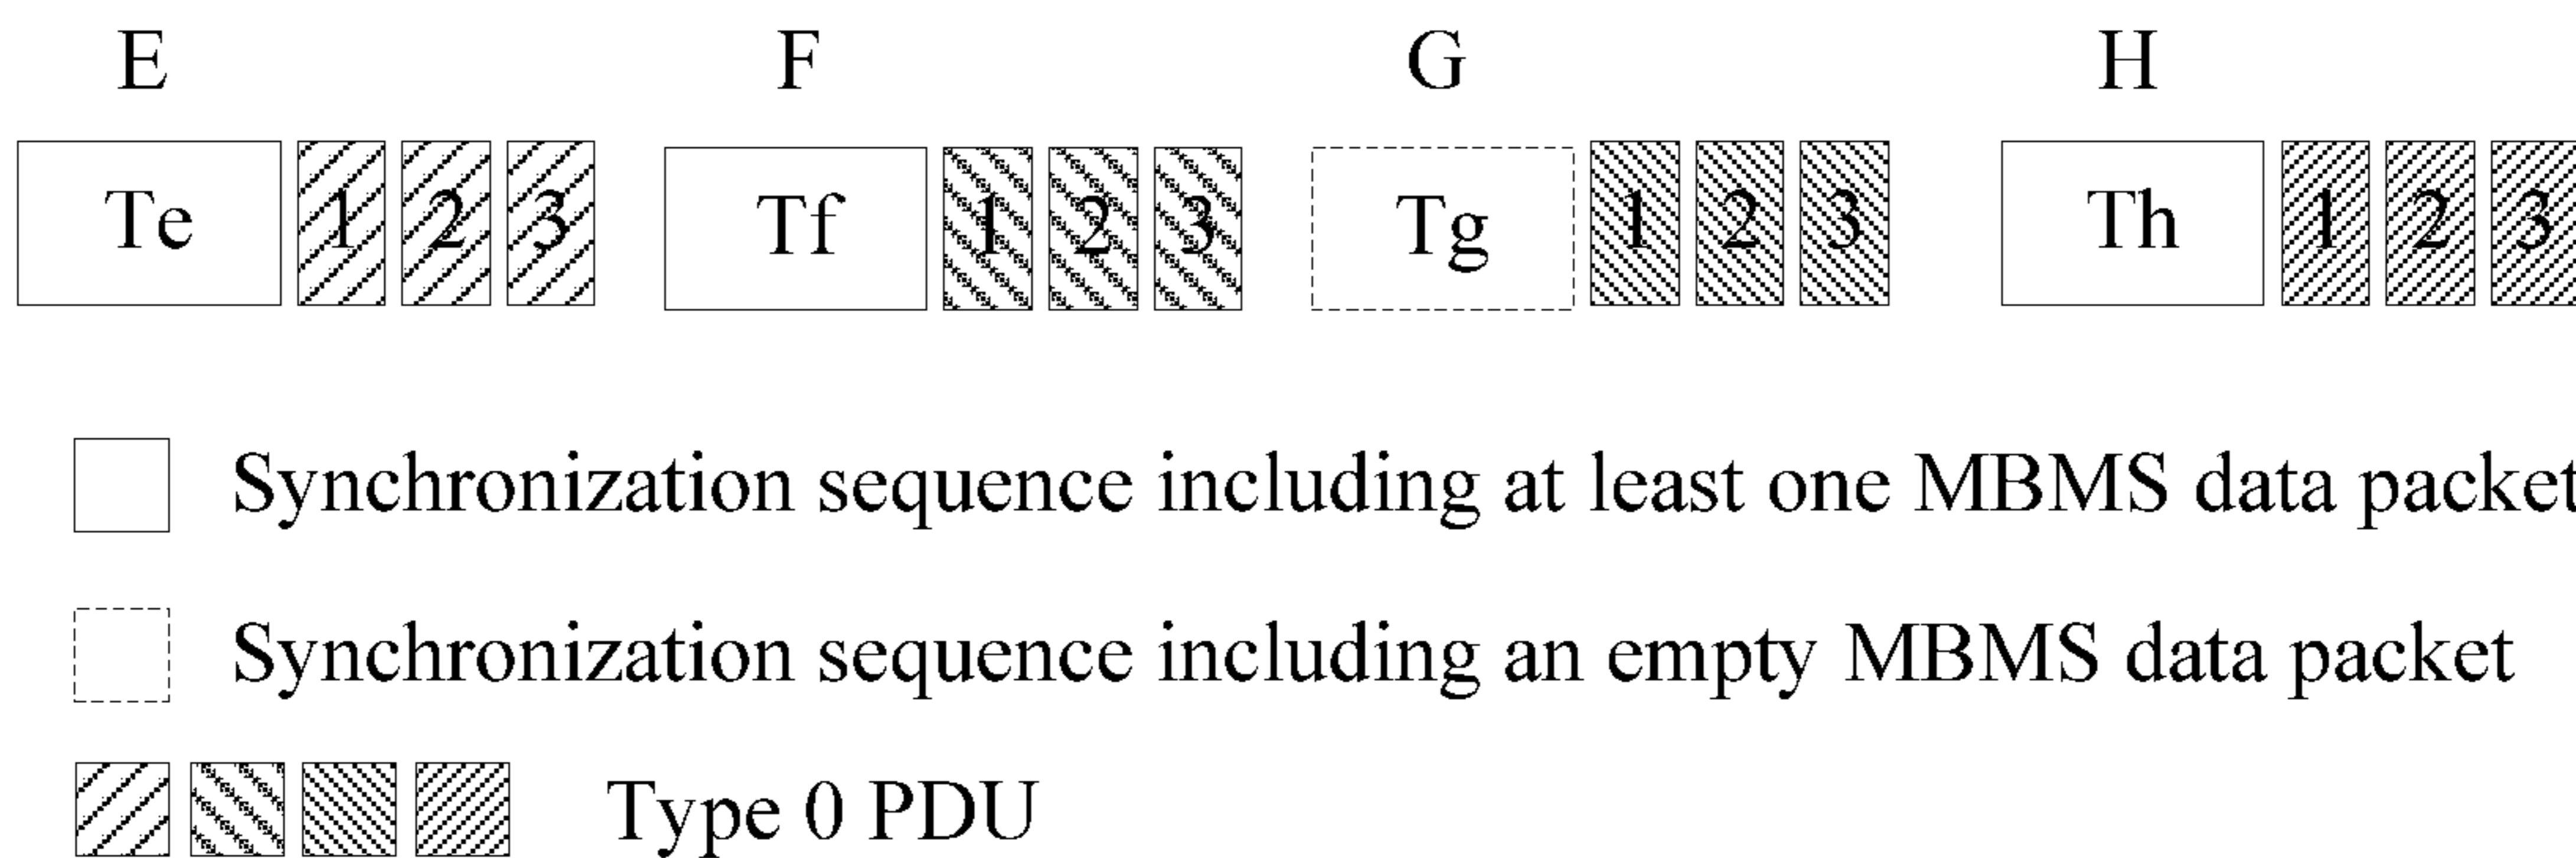 E F G H
Te 1 2 3 Tf 1 2 3 Tg 1 2 3 Th 1 2 3
Synchronization sequence including at least one MBMS data packet
Synchronization sequence including an empty MBMS data packet
Type 0 PDU